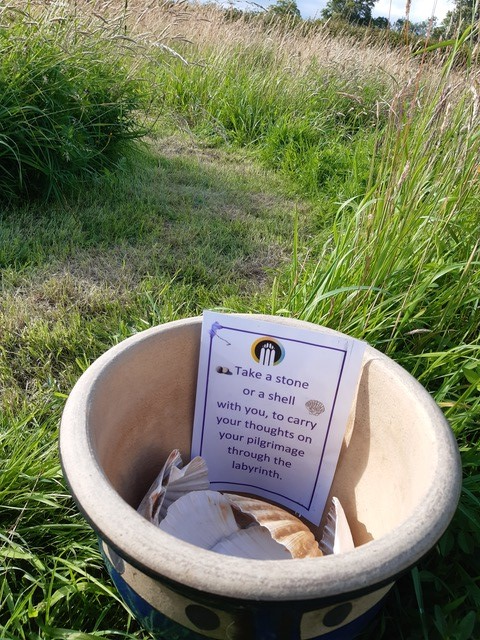 Take a stone
or a shell
with you, to carry
your thoughts on
your pilgrimage
through the
labyrinth.